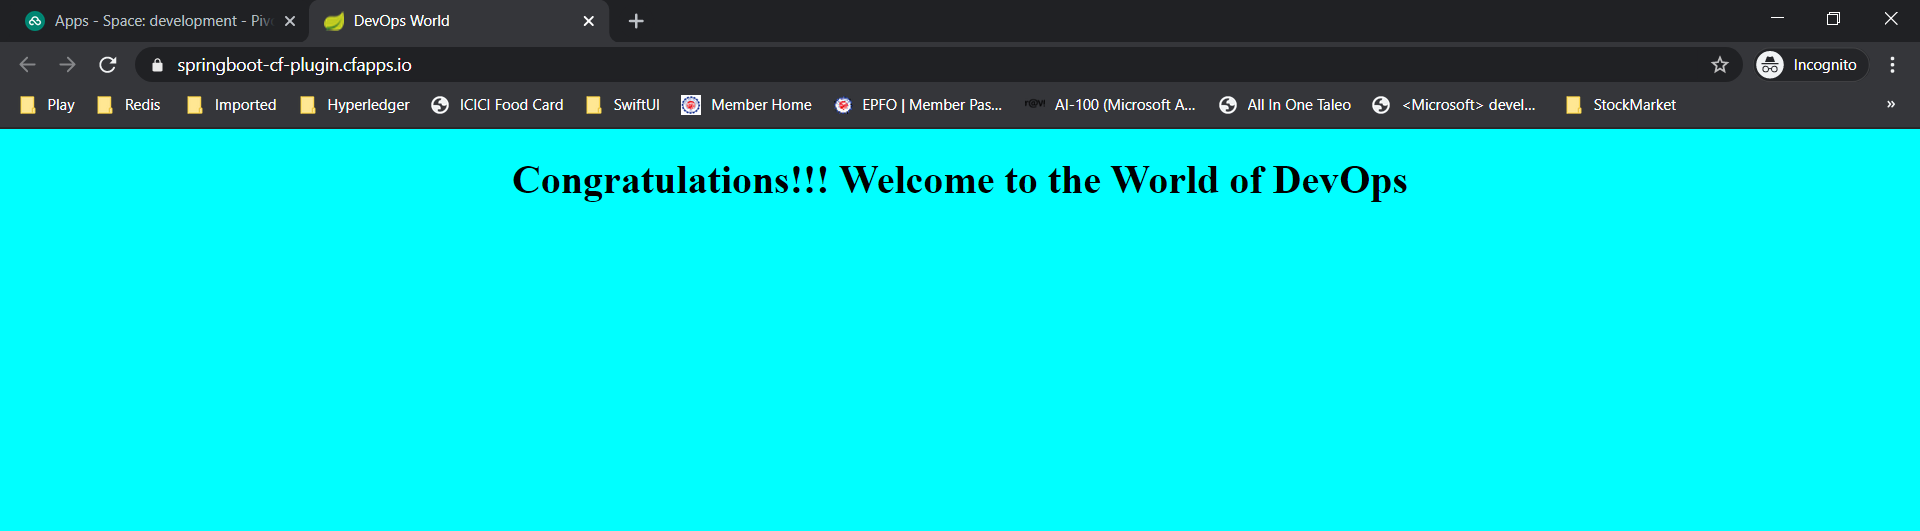 Apps - Space: development - Piv
DevOps World
springboot-cf-plugin.cfapps.io
Incognito
Play Redis Imported Hyperledger ICICI Food Card SwiftUI Member Home EPFO | Member Pas... AI-100 (Microsoft A... All In One Taleo <Microsoft> devel... StockMarket »
Congratulations!!! Welcome to the World of DevOps